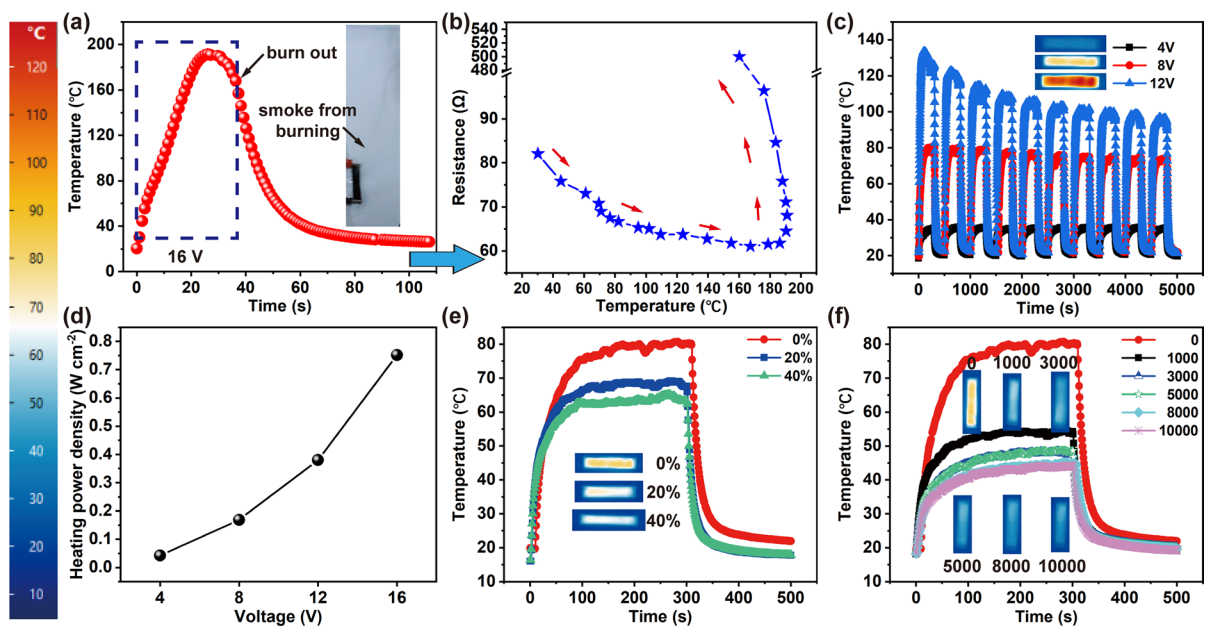 °C
120
110
100
90
80
70
60
50
40
30
20
10
(a)
Temperature (°C)
200
160
120
80
40
0
0 20 40 60 80 100
Time (s)
burn out
smoke from
burning
16 V
(b)
Resistance (Ω)
500
480
100
90
80
70
60
20 40 60 80 100 120 140 160 180 200
Temperature (℃)
(c)
Temperature (°C)
140
120
100
80
60
40
20
0 1000 2000 3000 4000 5000
Time (s)
4V
8V
12V
(d)
Heating power density (W cm-2)
0.8
0.7
0.6
0.5
0.4
0.3
0.2
0.1
0.0
4 8 12 16
Voltage (V)
(e)
Temperature (°C)
80
70
60
50
40
30
20
10
0 100 200 300 400 500
Time (s)
0%
20%
40%
0%
20%
40%
(f)
Temperature (°C)
80
70
60
50
40
30
20
10
0 100 200 300 400 500
Time (s)
0
1000
3000
5000
8000
10000
0 1000 3000
5000 8000 10000